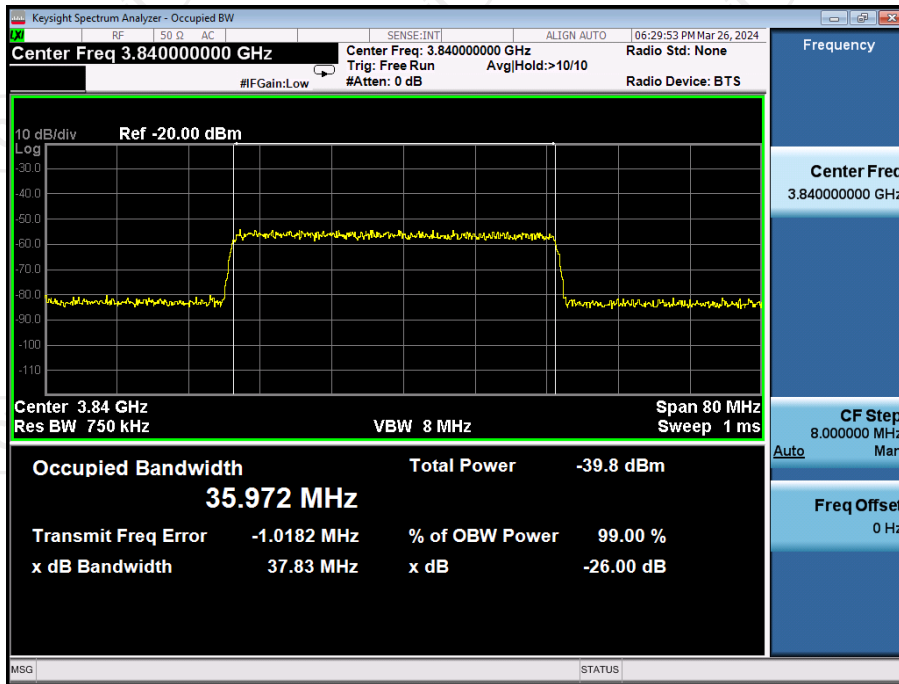 Keysight Spectrum Analyzer - Occupied BW
LXI RF 50 Ω AC SENSE:INT ALIGN AUTO 06:29:53 PM Mar 26, 2024
Center Freq 3.840000000 GHz
Center Freq: 3.840000000 GHz Radio Std: None
Trig: Free Run Avg|Hold:>10/10
#IFGain:Low #Atten: 0 dB Radio Device: BTS
10 dB/div Ref -20.00 dBm
Log
-30.0
-40.0
-50.0
-60.0
-70.0
-80.0
-90.0
-100
-110
Center 3.84 GHz Span 80 MHz
Res BW 750 kHz VBW 8 MHz Sweep 1 ms
Occupied Bandwidth Total Power -39.8 dBm
35.972 MHz
Transmit Freq Error -1.0182 MHz % of OBW Power 99.00 %
x dB Bandwidth 37.83 MHz x dB -26.00 dB
MSG STATUS
Frequency
Center Freq
3.840000000 GHz
CF Step
8.000000 MHz
Auto Man
Freq Offset
0 Hz